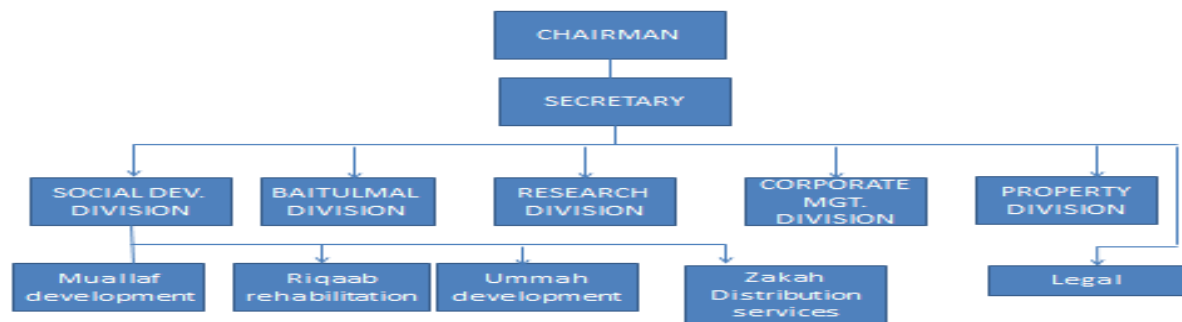 CHAIRMAN
SECRETARY
SOCIAL DEV.
DIVISION
BAITULMAL
DIVISION
RESEARCH
DIVISION
CORPORATE
MGT.
DIVISION
PROPERTY
DIVISION
Muallaf
development
Riqaab
rehabilitation
Ummah
development
Zakah
Distribution
services
Legal